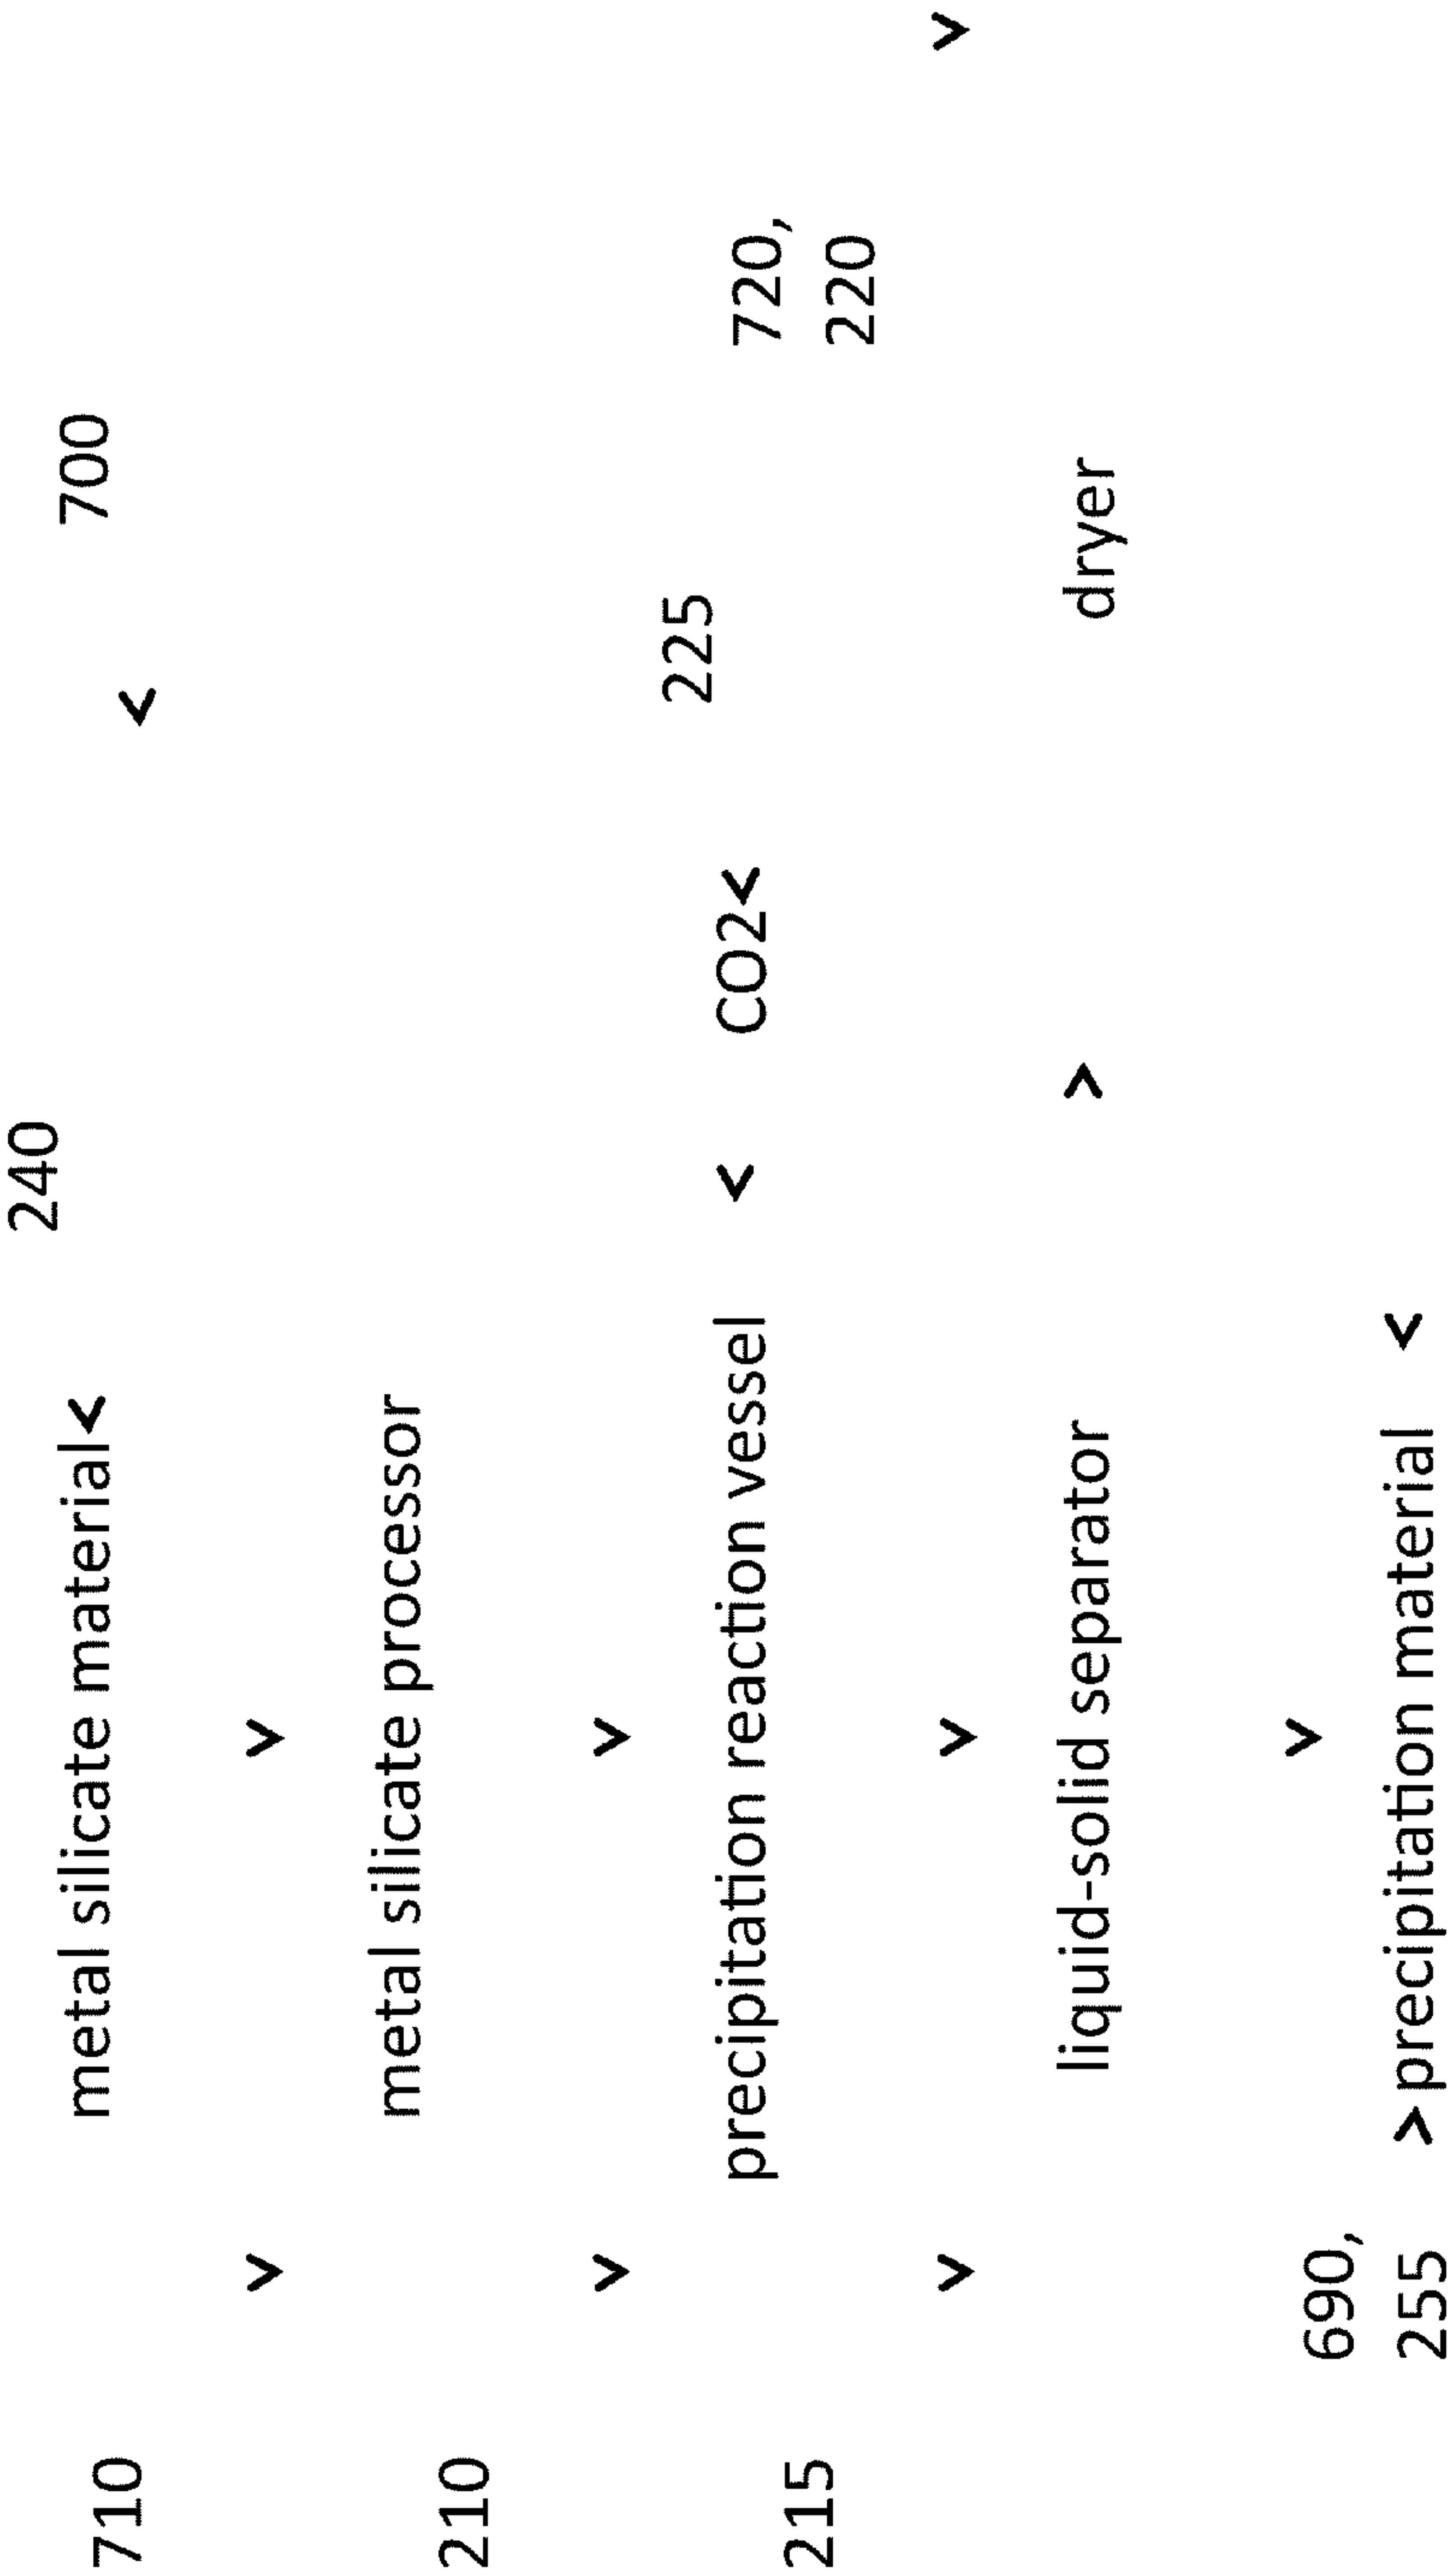 240
metal silicate material< 700
710 <
v v
metal silicate processor
210
v v
225
precipitation reaction vessel < CO2< 720,
215 220
v v v
liquid-solid separator > dryer
v
690,
255 >precipitation material <